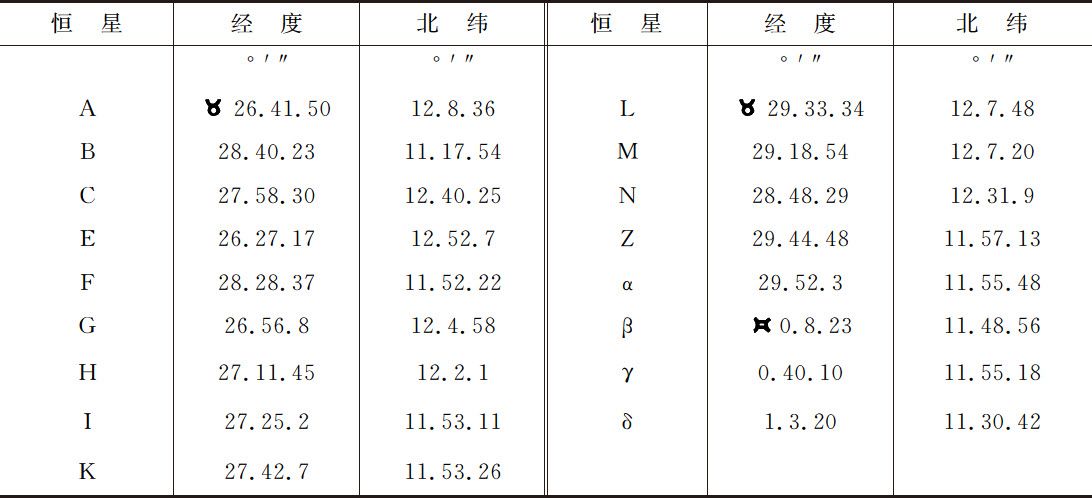 恒 星 经 度 北 纬 恒 星 经 度 北 纬
° ′ ″ ° ′ ″ ° ′ ″ ° ′ ″
A ♉ 26.41.50 12.8.36 L ♉ 29.33.34 12.7.48
B 28.40.23 11.17.54 M 29.18.54 12.7.20
C 27.58.30 12.40.25 N 28.48.29 12.31.9
E 26.27.17 12.52.7 Z 29.44.48 11.57.13
F 28.28.37 11.52.22 α 29.52.3 11.55.48
G 26.56.8 12.4.58 β ♊ 0.8.23 11.48.56
H 27.11.45 12.2.1 γ 0.40.10 11.55.18
I 27.25.2 11.53.11 δ 1.3.20 11.30.42
K 27.42.7 11.53.26